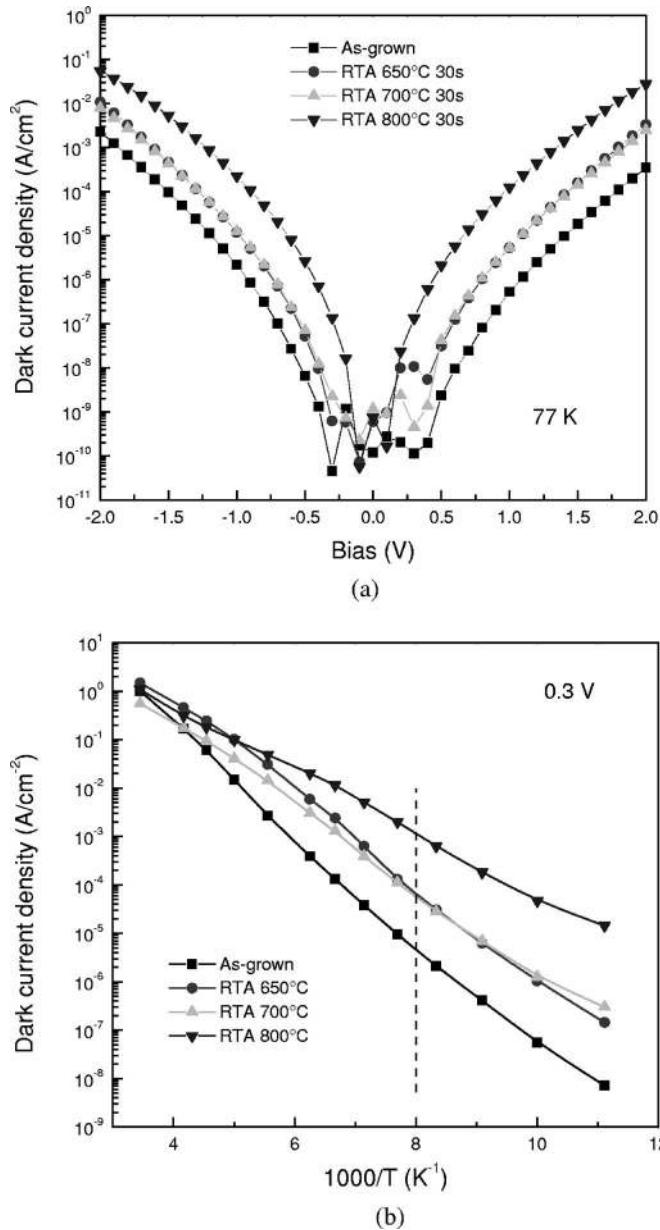 10⁰
10⁻¹
10⁻²
10⁻³
10⁻⁴
10⁻⁵
10⁻⁶
10⁻⁷
10⁻⁸
10⁻⁹
10⁻¹⁰
10⁻¹¹
Dark current density (A/cm²)
As-grown
RTA 650°C 30s
RTA 700°C 30s
RTA 800°C 30s
77 K
-2.0 -1.5 -1.0 -0.5 0.0 0.5 1.0 1.5 2.0
Bias (V)
(a)
10¹
10⁰
10⁻¹
10⁻²
10⁻³
10⁻⁴
10⁻⁵
10⁻⁶
10⁻⁷
10⁻⁸
10⁻⁹
Dark current density (A/cm⁻²)
0.3 V
As-grown
RTA 650°C
RTA 700°C
RTA 800°C
4 6 8 10 12
1000/T (K⁻¹)
(b)